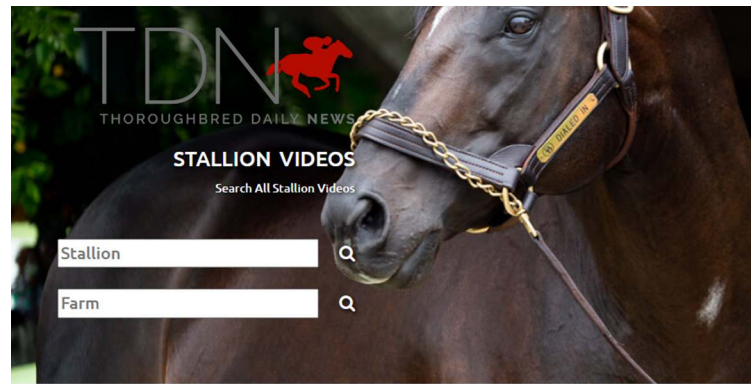 TDN
THOROUGHBRED DAILY NEWS
DIALED IN
STALLION VIDEOS
Search All Stallion Videos
Stallion
Farm